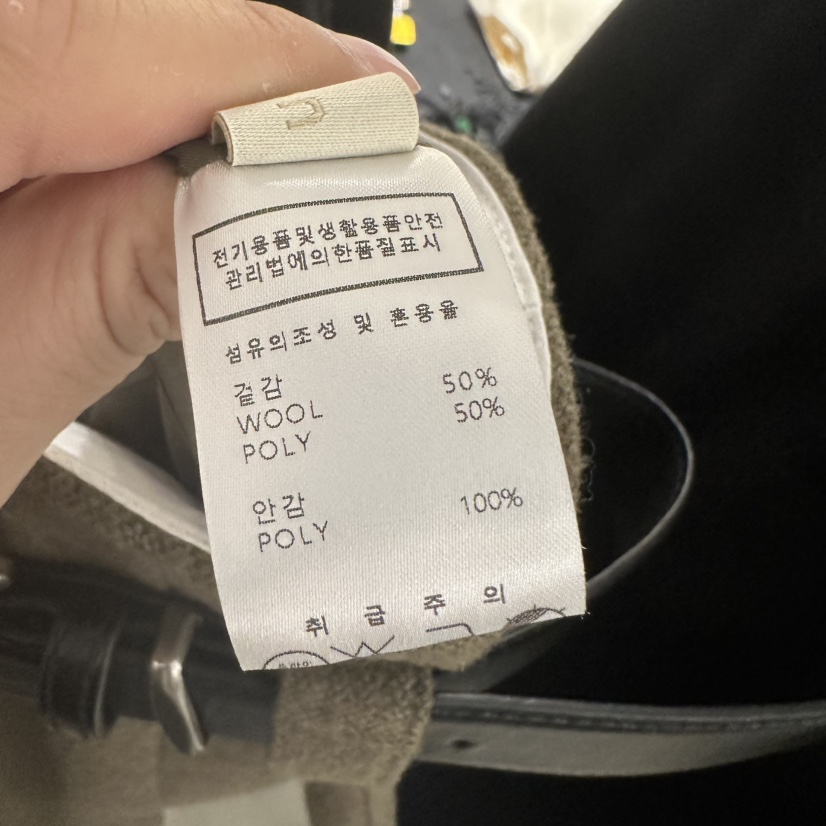 전기용품및생활용품안전
관리법에의한품질표시
섬유의조성 및 혼용율
겉감
WOOL 50%
POLY 50%
안감
POLY 100%
취급주의